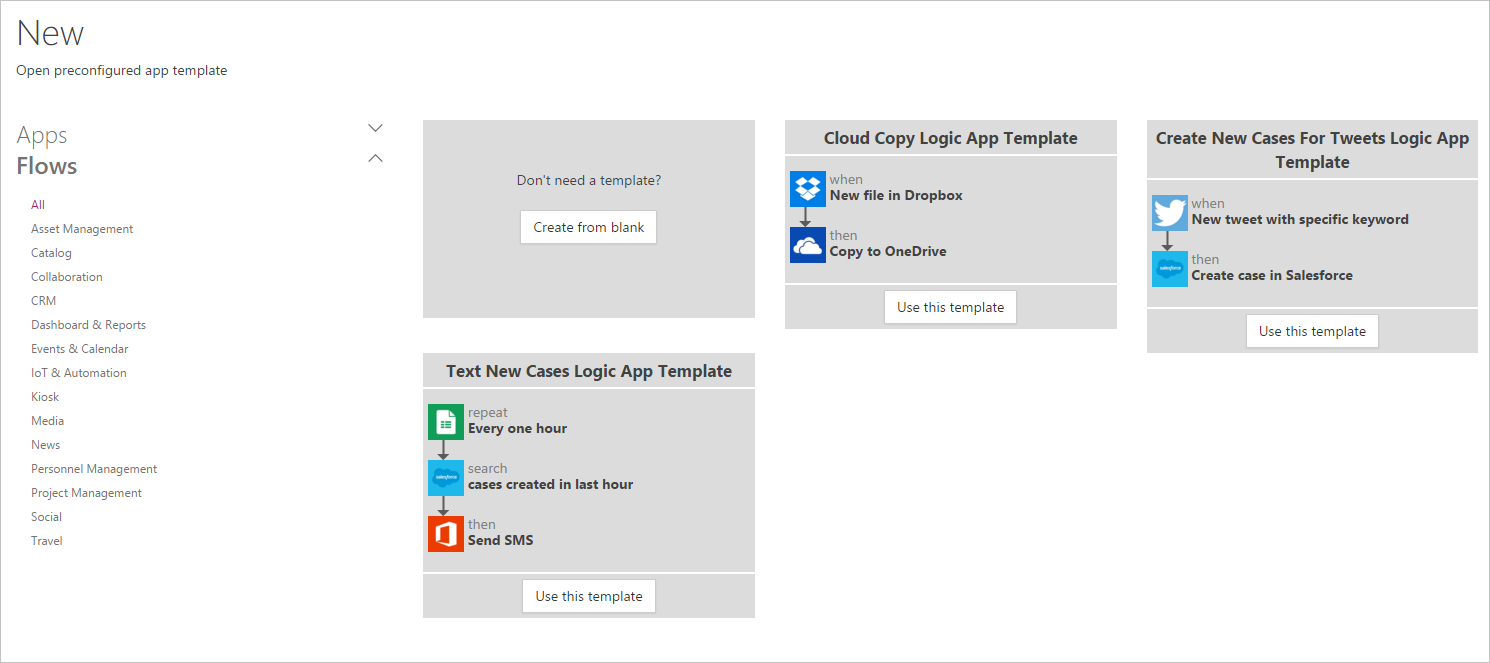 New
Open preconfigured app template
Apps
Flows
All
Asset Management
Catalog
Collaboration
CRM
Dashboard & Reports
Events & Calendar
IoT & Automation
Kiosk
Media
News
Personnel Management
Project Management
Social
Travel
Don't need a template?
Create from blank
Cloud Copy Logic App Template
when
New file in Dropbox
then
Copy to OneDrive
Use this template
Create New Cases For Tweets Logic App
Template
when
New tweet with specific keyword
salesforce
then
Create case in Salesforce
Use this template
Text New Cases Logic App Template
repeat
Every one hour
salesforce
search
cases created in last hour
then
Send SMS
Use this template